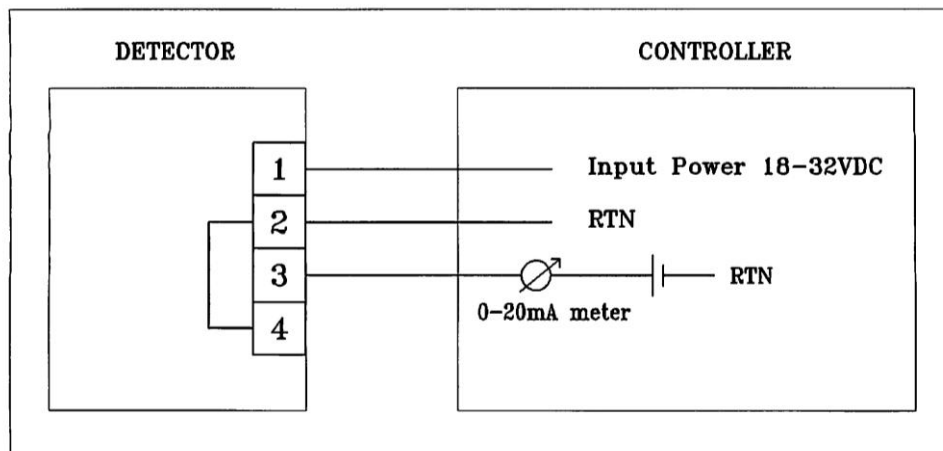 DETECTOR
CONTROLLER
1
Input Power 18-32VDC
2
RTN
3
RTN
0-20mA meter
4